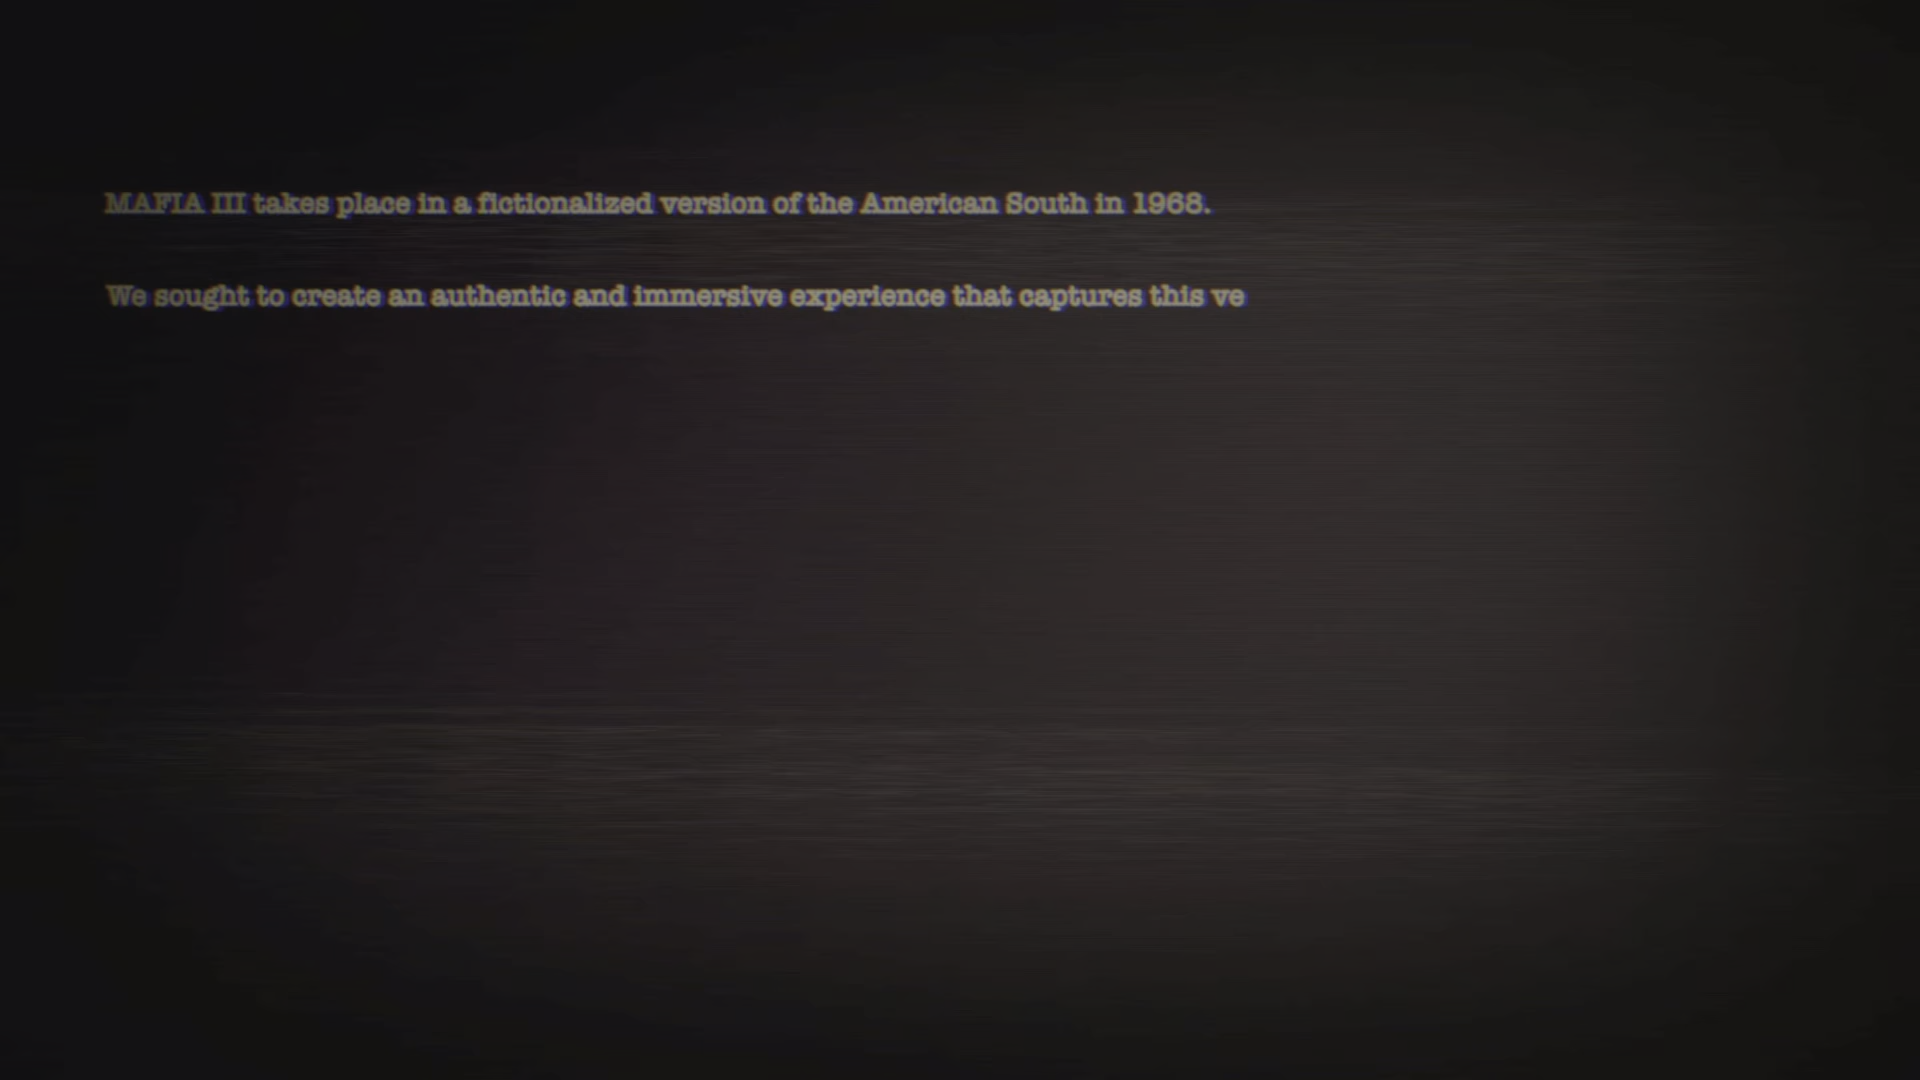 MAFIA III takes place in a fictionalized version of the American South in 1968.
We sought to create an authentic and immersive experience that captures this ve